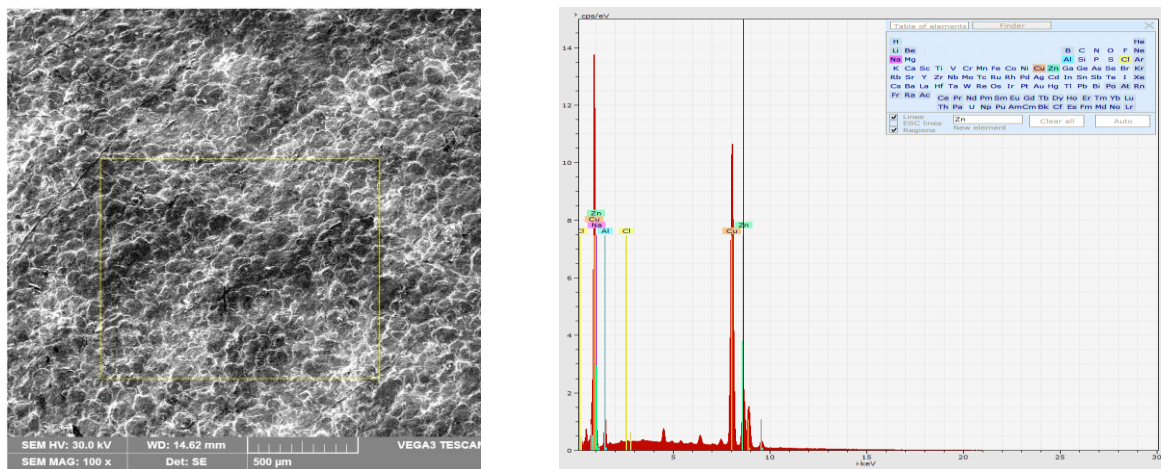 SEM HV: 30.0 kV WD: 14.62 mm VEGA3 TESCAN
SEM MAG: 100 x Det: SE 500 µm
cps/eV
14
12
10
8
6
4
2
0
Zn
Cu
Na
Cl Al Cl Cu Zn
5 10 15 20 25 30
keV
Table of elements Finder
H He
Li Be B C N O F Ne
Na Mg Al Si P S Cl Ar
K Ca Sc Ti V Cr Mn Fe Co Ni Cu Zn Ga Ge As Se Br Kr
Rb Sr Y Zr Nb Mo Tc Ru Rh Pd Ag Cd In Sn Sb Te I Xe
Cs Ba La Hf Ta W Re Os Ir Pt Au Hg Tl Pb Bi Po At Rn
Fr Ra Ac Ce Pr Nd Pm Sm Eu Gd Tb Dy Ho Er Tm Yb Lu
Th Pa U Np Pu Am Cm Bk Cf Es Fm Md No Lr
Lines
ESC lines
Regions
Zn
New element
Clear all
Auto